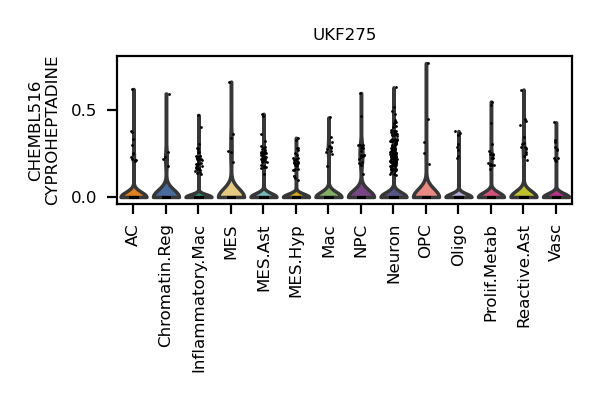 UKF275
CHEMBL516
CYPROHEPTADINE
0.5
0.0
AC
Chromatin.Reg
Inflammatory.Mac
MES
MES.Ast
MES.Hyp
Mac
NPC
Neuron
OPC
Oligo
Prolif.Metab
Reactive.Ast
Vasc